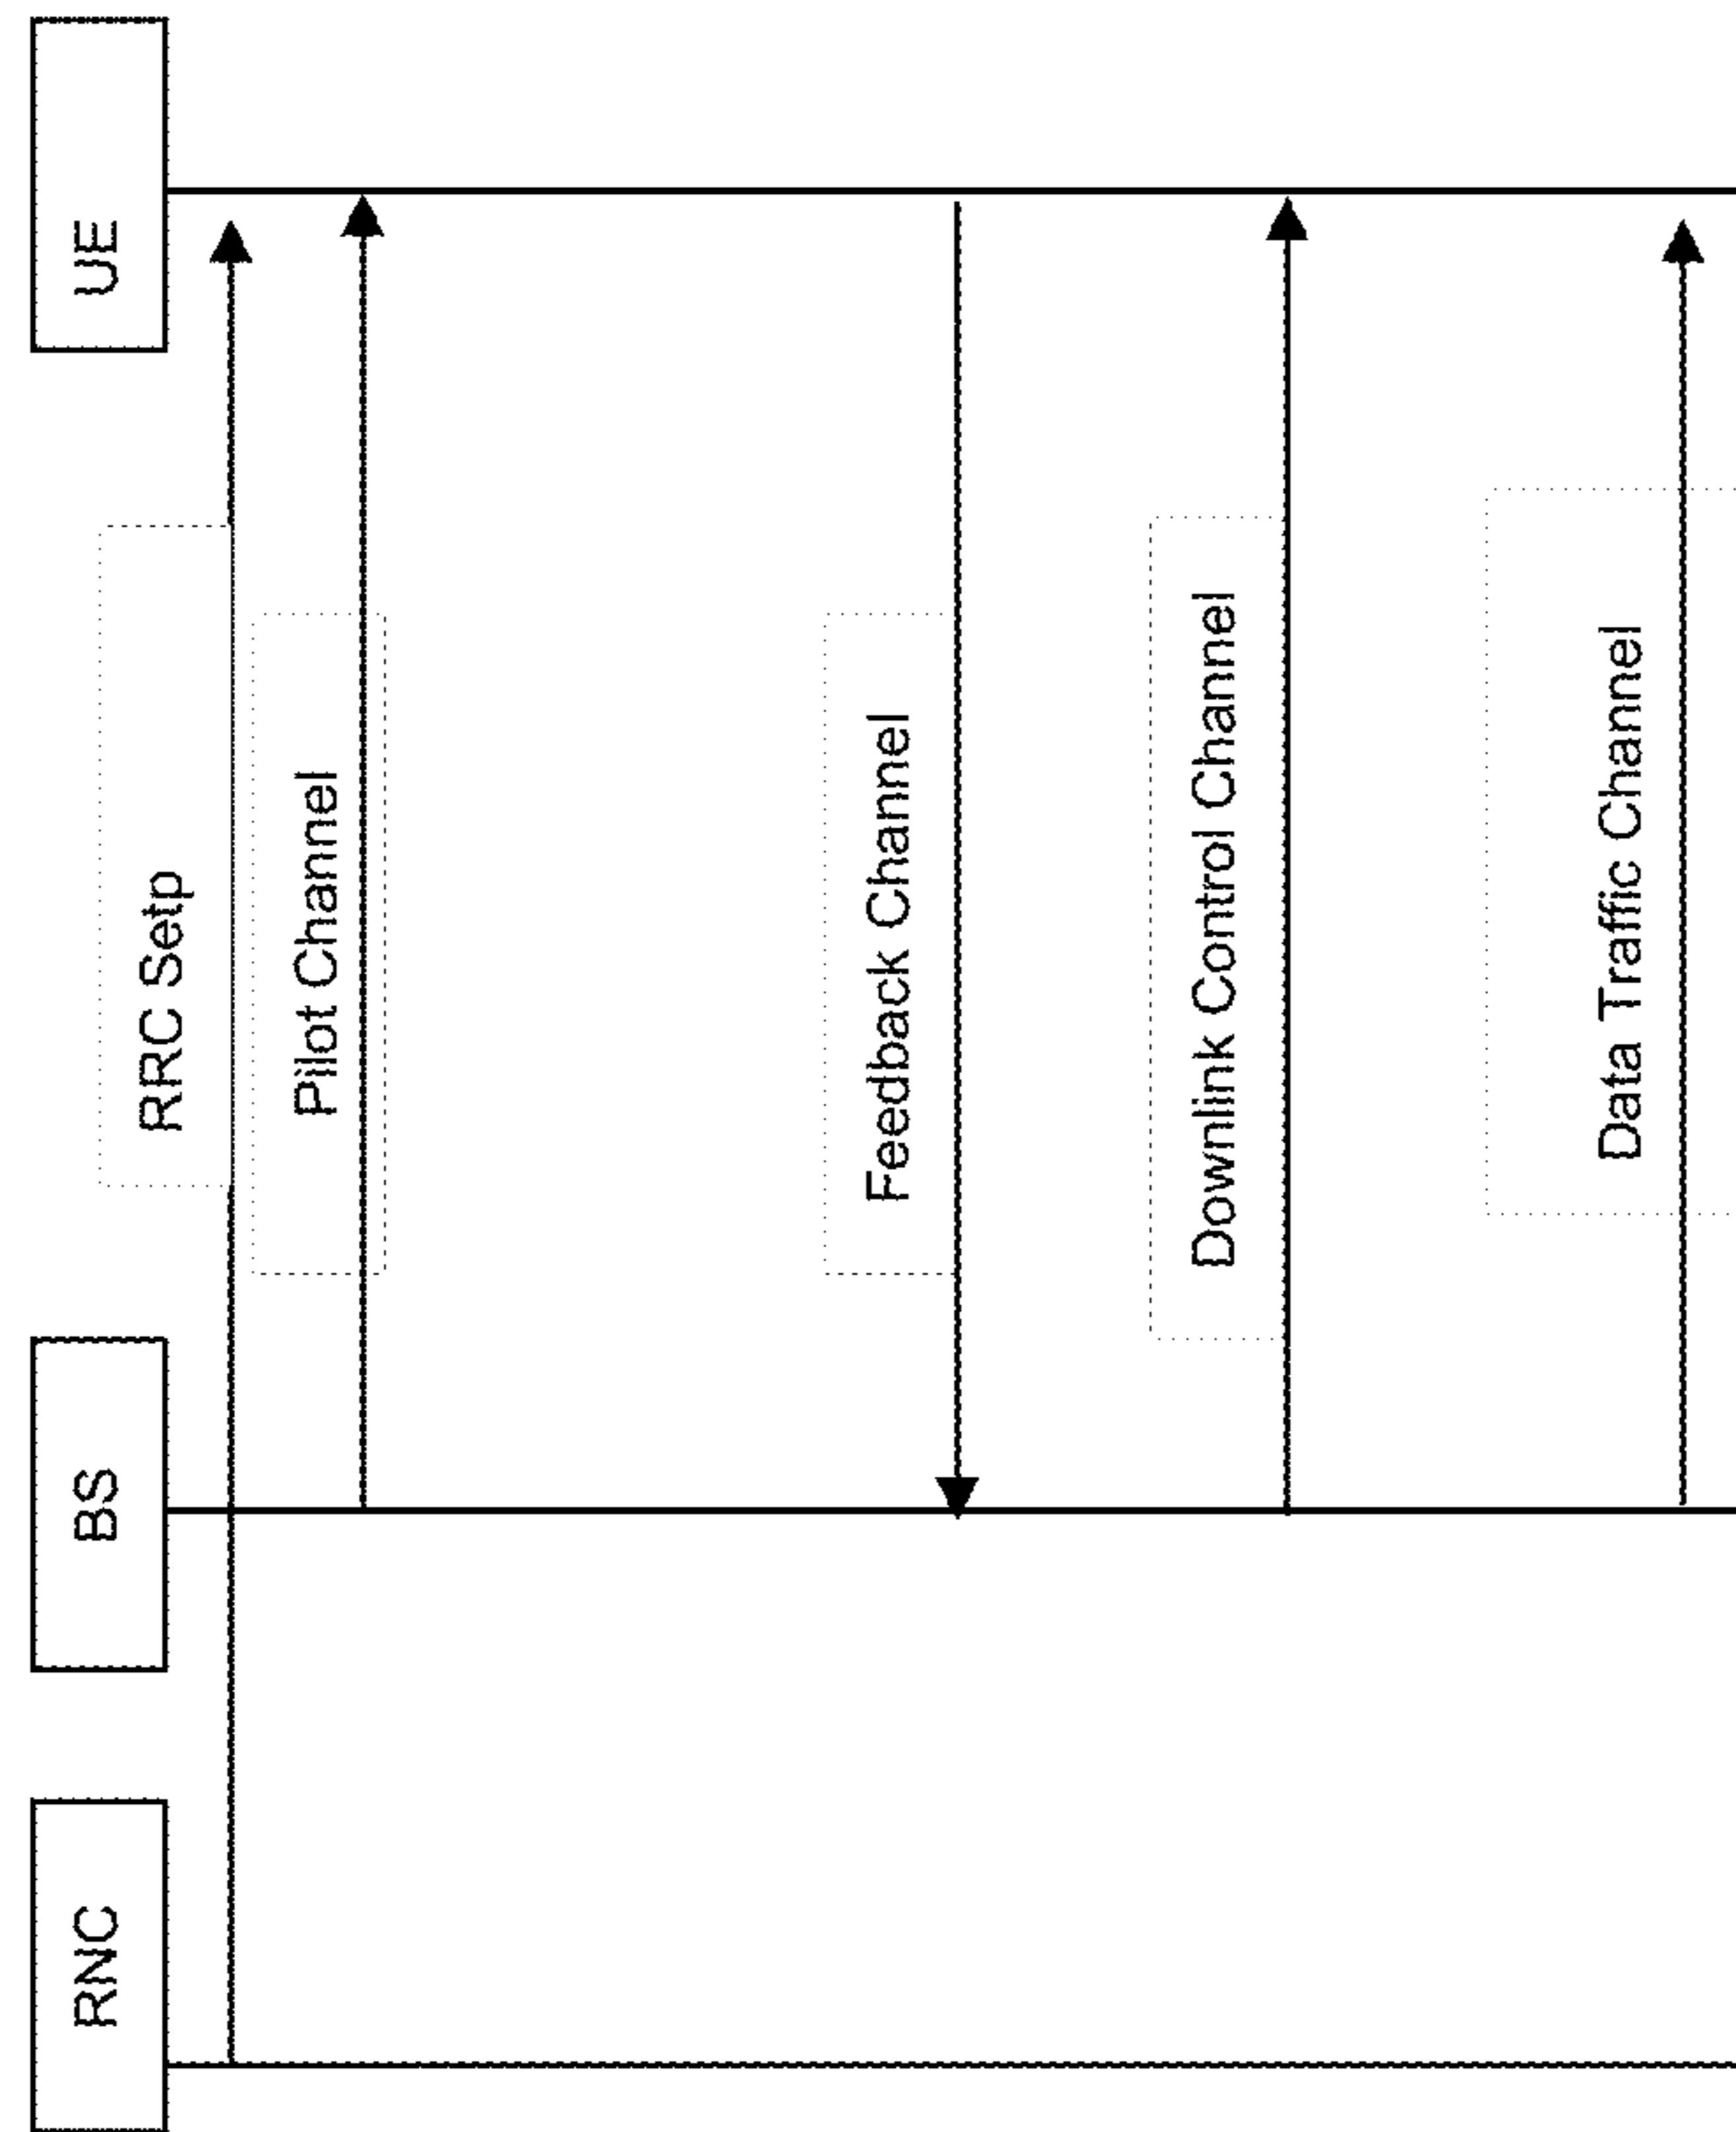 RNC
BS
UE
RRC Setp
Pilot Channel
Feedback Channel
Downlink Control Channel
Data Traffic Channel